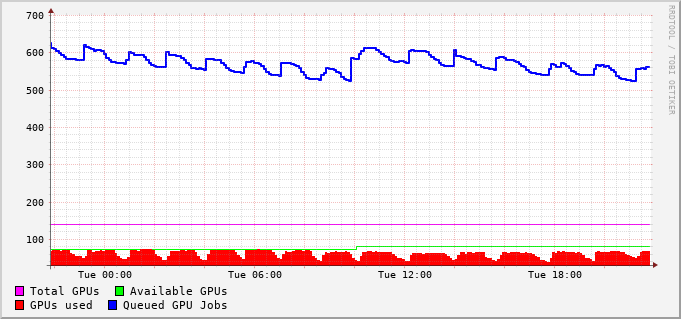 700
600
500
400
300
200
100
Tue 00:00 Tue 06:00 Tue 12:00 Tue 18:00
Total GPUs Available GPUs
GPUs used Queued GPU Jobs
RRDTOOL / TOBI OETIKER